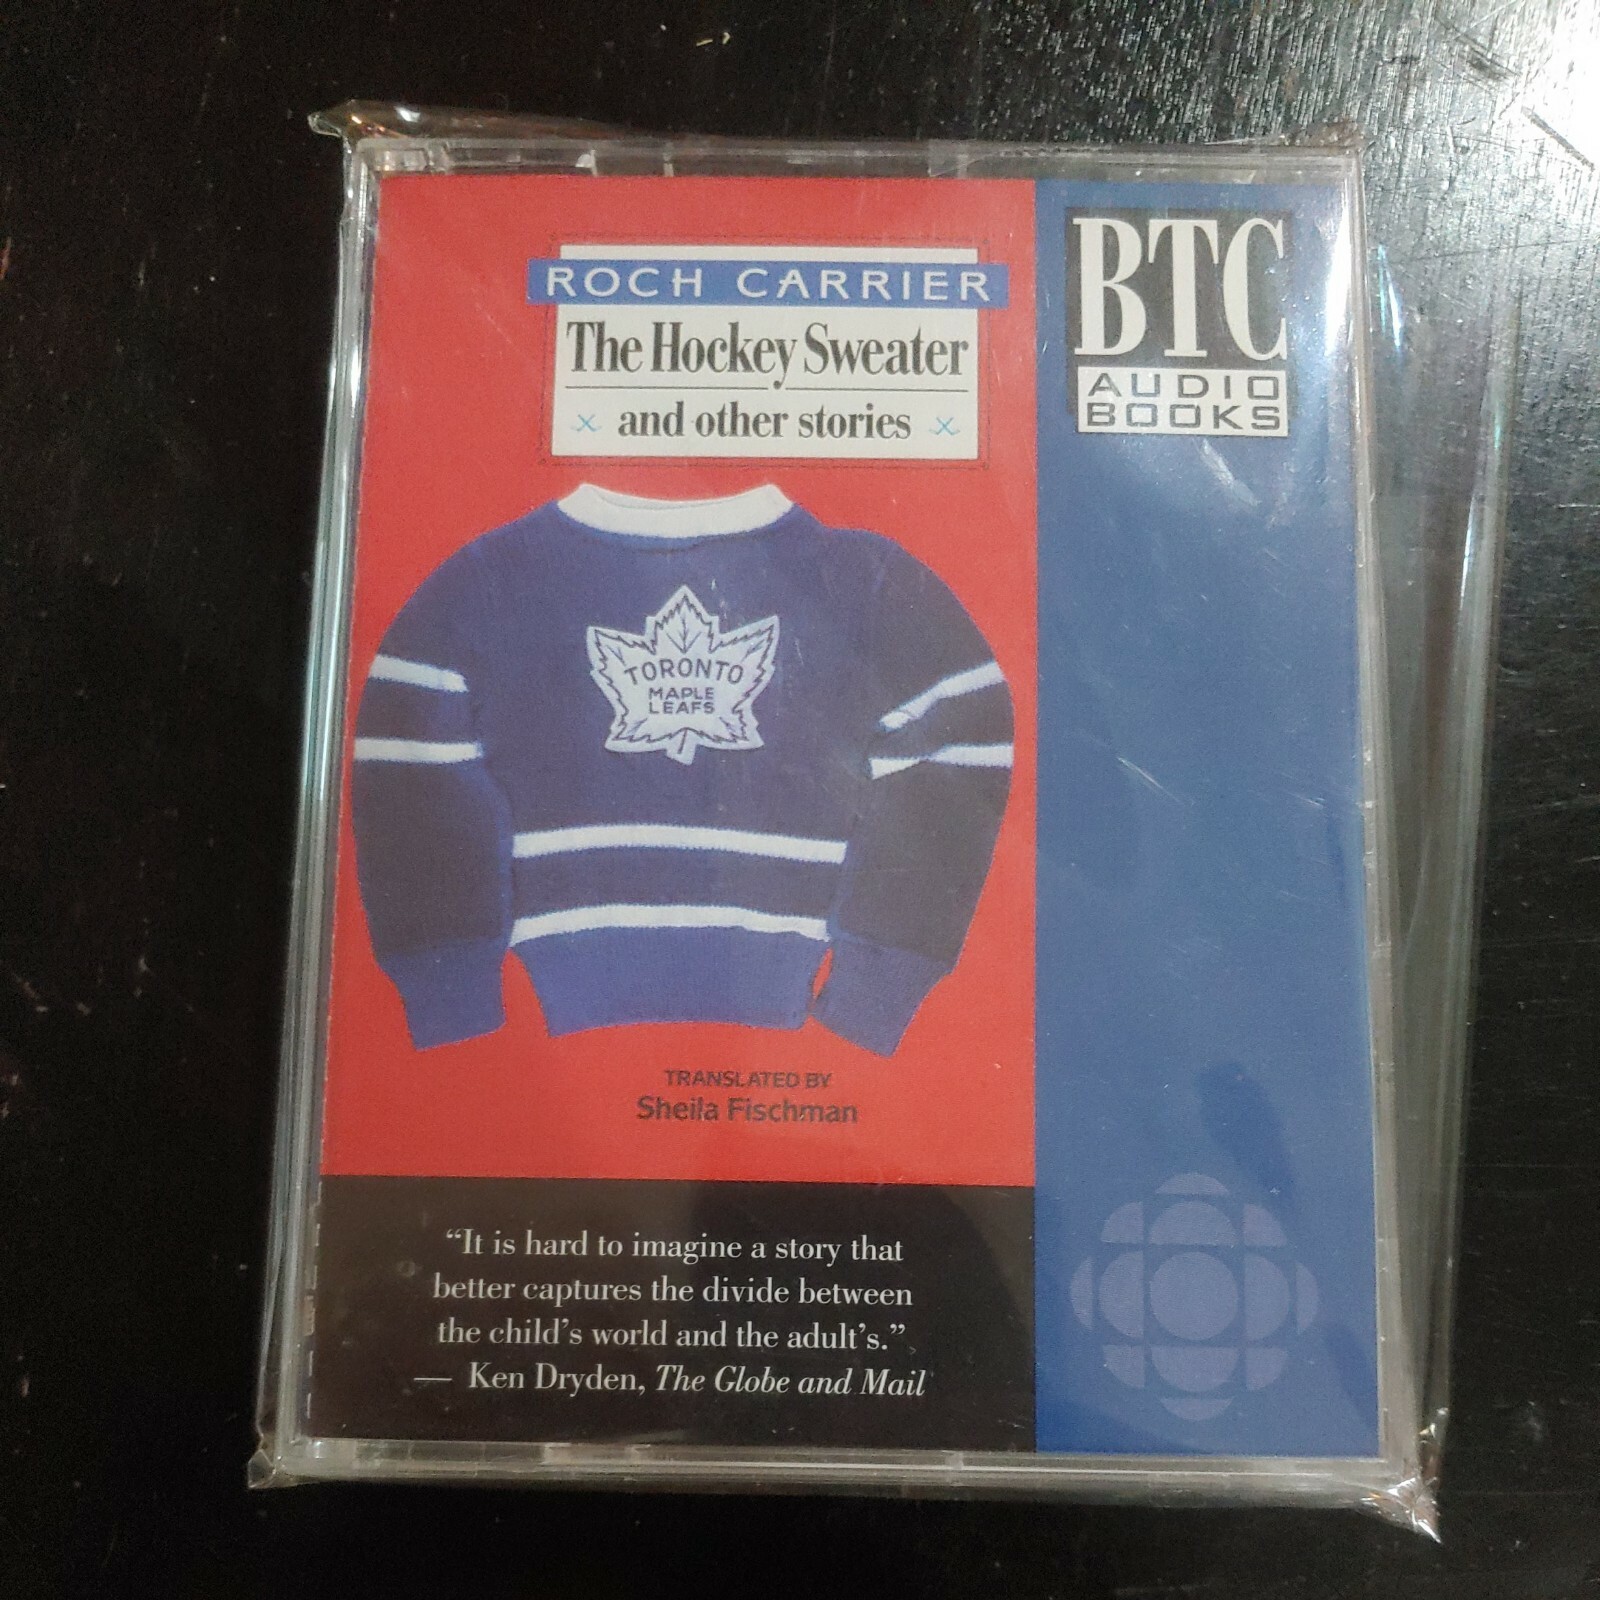 ROCH CARRIER
The Hockey Sweater
and other stories
BTC
AUDIO
BOOKS
TORONTO
MAPLE
LEAFS
TRANSLATED BY
Sheila Fischman
“It is hard to imagine a story that
better captures the divide between
the child’s world and the adult’s.”
— Ken Dryden, The Globe and Mail